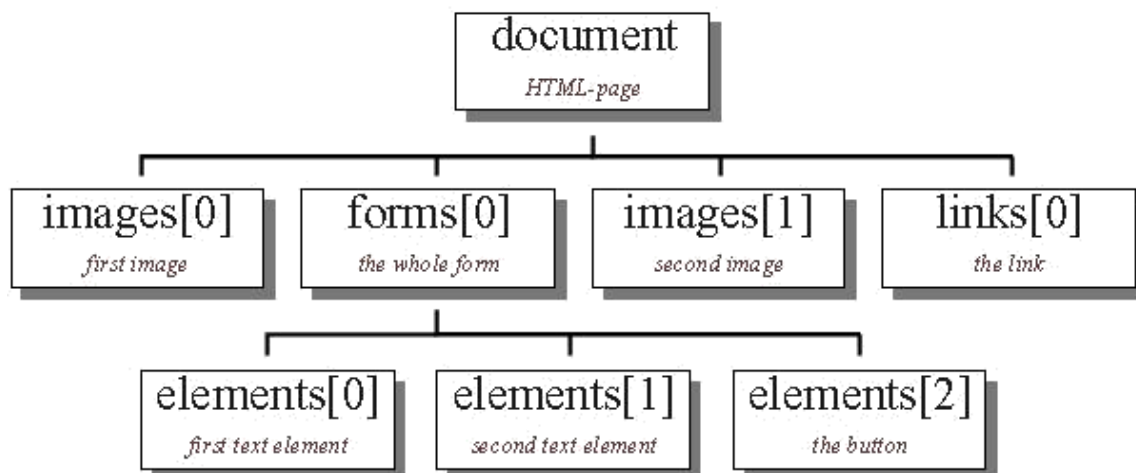 document
HTML-page
images[0]
first image
forms[0]
the whole form
images[1]
second image
links[0]
the link
elements[0]
first text element
elements[1]
second text element
elements[2]
the button